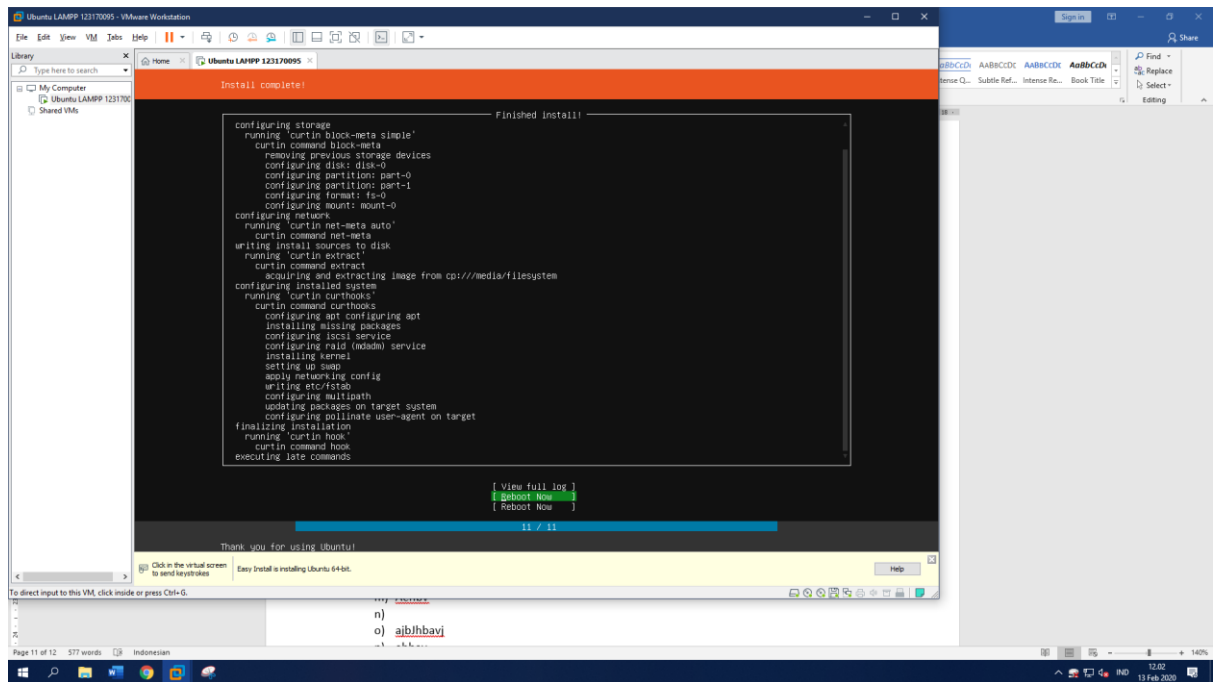 Ubuntu LAMPP 123170095 - VMware Workstation
File Edit View VM Tabs Help
Library
Type here to search
My Computer
Ubuntu LAMPP 1231700
Shared VMs
Home
Ubuntu LAMPP 123170095
Install complete!
Finished install!
configuring storage
running 'curtin block-meta simple'
curtin command block-meta
removing previous storage devices
configuring disk: disk-0
configuring partition: part-0
configuring partition: part-1
configuring format: fs-0
configuring mount: mount-0
configuring network
running 'curtin net-meta auto'
curtin command net-meta
writing install sources to disk
running 'curtin extract'
curtin command extract
acquiring and extracting image from cp:///media/filesystem
configuring installed system
running 'curtin curthooks'
curtin command curthooks
configuring apt configuring apt
installing missing packages
configuring iscsi service
configuring raid (mdadm) service
installing kernel
setting up swap
apply networking config
writing etc/fstab
configuring multipath
updating packages on target system
configuring pollinate user-agent on target
finalizing installation
running 'curtin hook'
curtin command hook
executing late commands
[ View full log ]
[ Reboot Now ]
[ Reboot Now ]
11 / 11
Thank you for using Ubuntu!
Click in the virtual screen
to send keystrokes
Easy Install is installing Ubuntu 64-bit.
Help
To direct input to this VM, click inside or press Ctrl+G.
Sign in
Share
AaBbCcDc AABBCCDC AABBCCDC AaBbCcDc
tense Q... Subtle Ref... Intense Re... Book Title
Find
Replace
Select
Editing
n)
o) ajbJhbavj
Page 11 of 12 577 words Indonesian
140%
IND
12.02
13 Feb 2020